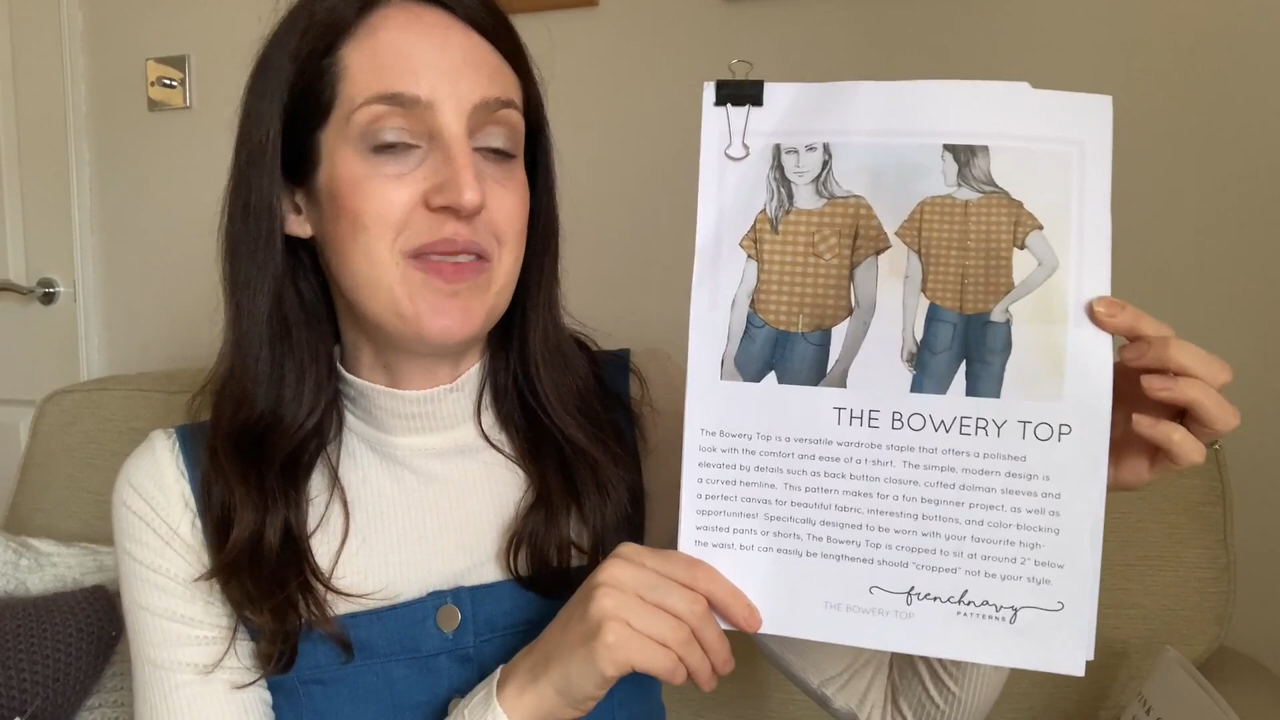 THE BOWERY TOP
The Bowery Top is a versatile wardrobe staple that offers a polished
look with the comfort and ease of a t-shirt. The simple, modern design is
elevated by details such as back button closure, cuffed dolman sleeves and
a curved hemline. This pattern makes for a fun beginner project, as well as
a perfect canvas for beautiful fabric, interesting buttons, and color-blocking
opportunities! Specifically designed to be worn with your favourite high-
waisted pants or shorts, The Bowery Top is cropped to sit at around 2" below
the waist, but can easily be lengthened should "cropped" not be your style.
frenchnavy
PATTERNS
THE BOWERY TOP